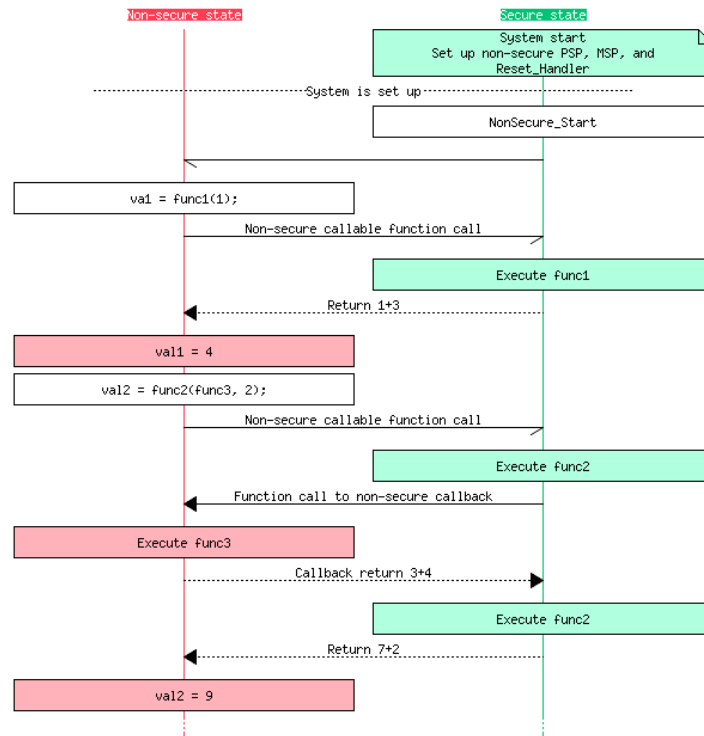 Non-secure state
Secure state
System start
Set up non-secure PSP, MSP, and
Reset_Handler
System is set up
NonSecure_Start
va1 = func1(1);
Non-secure callable function call
Execute func1
Return 1+3
val1 = 4
val2 = func2(func3, 2);
Non-secure callable function call
Execute func2
Function call to non-secure callback
Execute func3
Callback return 3+4
Execute func2
Return 7+2
val2 = 9